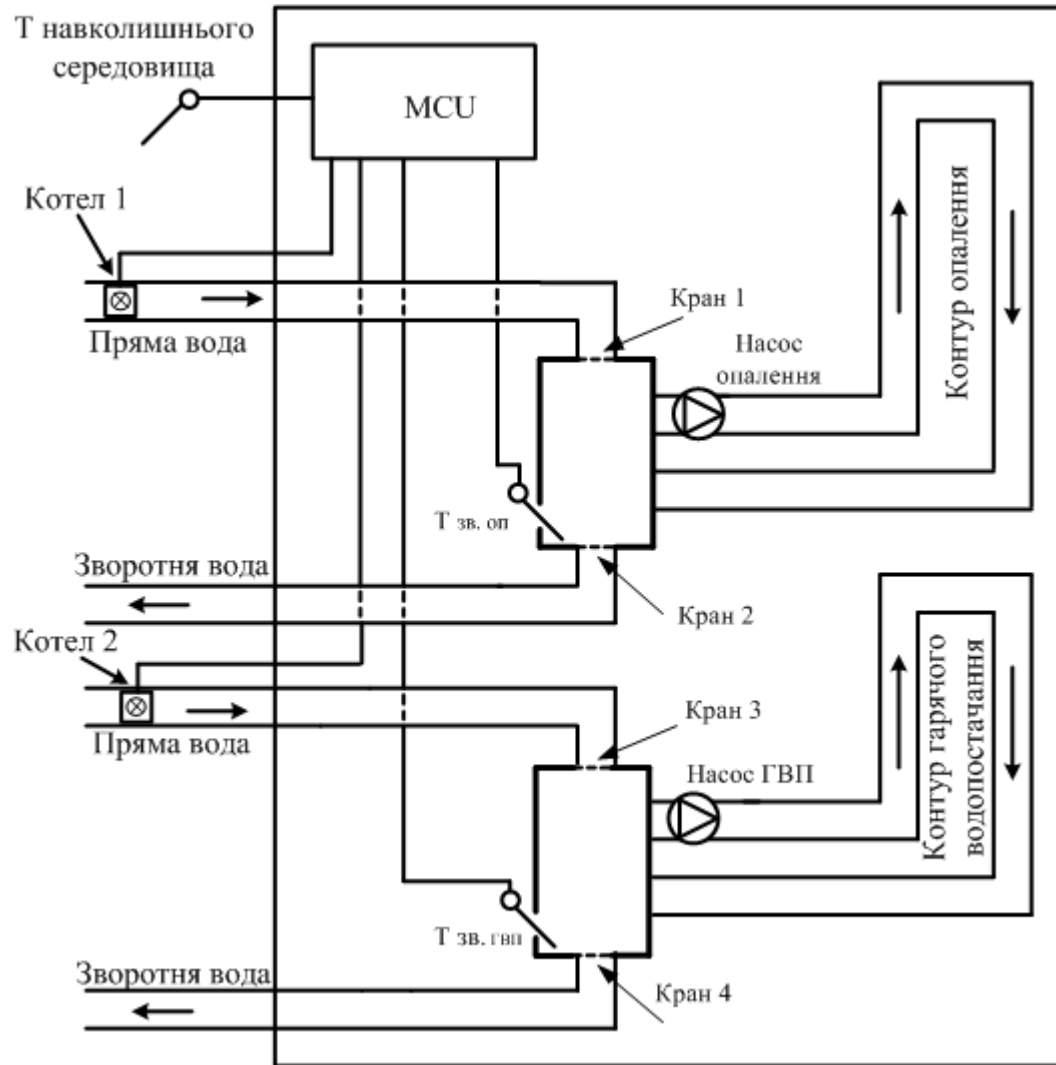 Т навколишнього
середовища
MCU
Котел 1
Пряма вода
Кран 1
Насос
опалення
Контур опалення
Т зв. оп
Зворотня вода
Кран 2
Котел 2
Пряма вода
Кран 3
Насос ГВП
Контур гарячого
водопостачання
Т зв. гвп
Зворотня вода
Кран 4